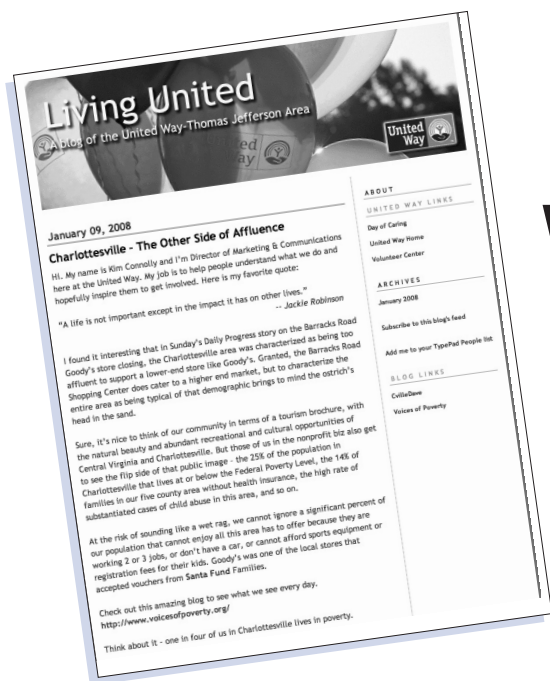 Living United
A blog of the United Way-Thomas Jefferson Area
United
Way
United
Way
January 09, 2008
Charlottesville - The Other Side of Affluence
Hi. My name is Kim Connolly and I'm Director of Marketing & Communications
here at the United Way. My job is to help people understand what we do and
hopefully inspire them to get involved. Here is my favorite quote:
"A life is not important except in the impact it has on other lives."
-- Jackie Robinson
I found it interesting that in Sunday's Daily Progress story on the Barracks Road
Goody's store closing, the Charlottesville area was characterized as being too
affluent to support a lower-end store like Goody's. Granted, the Barracks Road
Shopping Center does cater to a higher end market, but to characterize the
entire area as being typical of that demographic brings to mind the ostrich's
head in the sand.
Sure, it's nice to think of our community in terms of a tourism brochure, with
the natural beauty and abundant recreational and cultural opportunities of
Central Virginia and Charlottesville. But those of us in the nonprofit biz also get
to see the flip side of that public image - the 25% of the population in
Charlottesville that lives at or below the Federal Poverty Level, the 14% of
families in our five county area without health insurance, the high rate of
substantiated cases of child abuse in this area, and so on.
At the risk of sounding like a wet rag, we cannot ignore a significant percent of
our population that cannot enjoy all this area has to offer because they are
working 2 or 3 jobs, or don't have a car, or cannot afford sports equipment or
registration fees for their kids. Goody's was one of the local stores that
accepted vouchers from Santa Fund Families.
Check out this amazing blog to see what we see every day.
http://www.voicesofpoverty.org/
Think about it - one in four of us in Charlottesville lives in poverty.
ABOUT
UNITED WAY LINKS
Day of Caring
United Way Home
Volunteer Center
ARCHIVES
January 2008
Subscribe to this blog's feed
Add me to your TypePad People list
BLOG LINKS
CvilleDave
Voices of Poverty